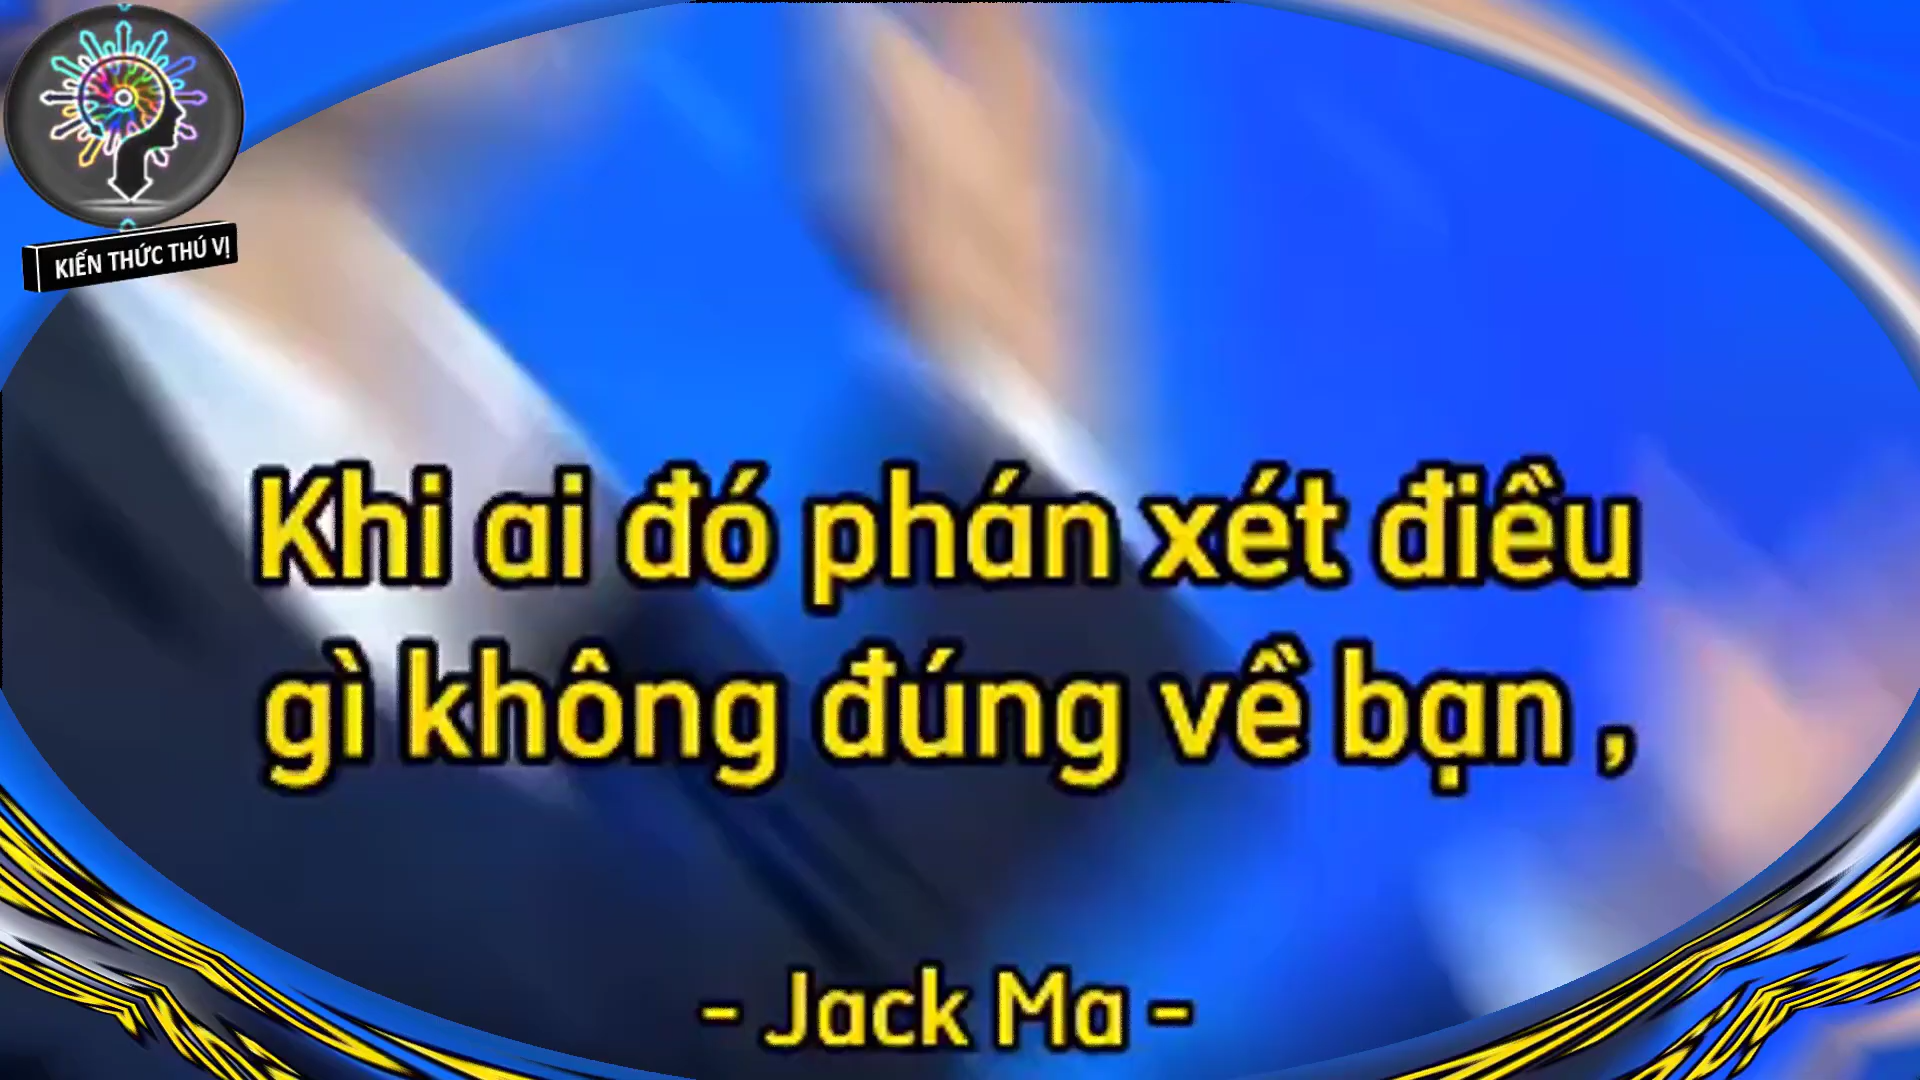 KIẾN THỨC THÚ VỊ
Khi ai đó phán xét điều
gì không đúng về bạn ,
- Jack Ma -